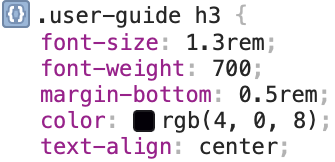 {} .user-guide h3 {
font-size: 1.3rem;
font-weight: 700;
margin-bottom: 0.5rem;
color: rgb(4, 0, 8);
text-align: center;